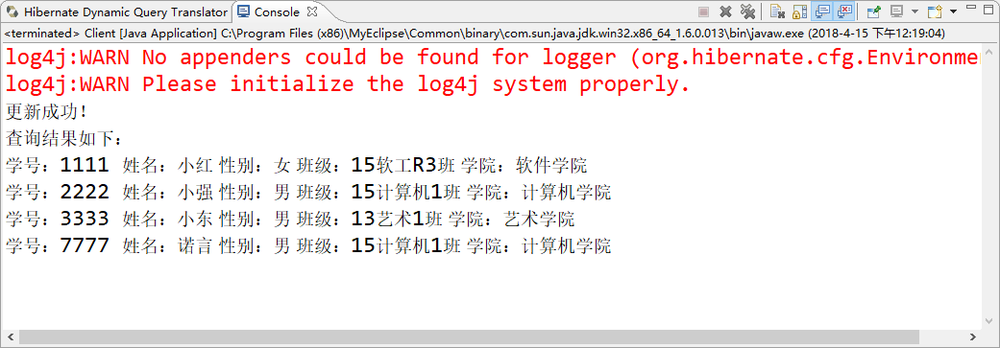 Hibernate Dynamic Query Translator Console
<terminated> Client [Java Application] C:\Program Files (x86)\MyEclipse\Common\binary\com.sun.java.jdk.win32.x86_64_1.6.0.013\bin\javaw.exe (2018-4-15 下午12:19:04)
log4j:WARN No appenders could be found for logger (org.hibernate.cfg.Environme
log4j:WARN Please initialize the log4j system properly.
更新成功!
查询结果如下:
学号：1111 姓名：小红 性别：女 班级：15软工R3班 学院：软件学院
学号：2222 姓名：小强 性别：男 班级：15计算机1班 学院：计算机学院
学号：3333 姓名：小东 性别：男 班级：13艺术1班 学院：艺术学院
学号：7777 姓名：诺言 性别：男 班级：15计算机1班 学院：计算机学院